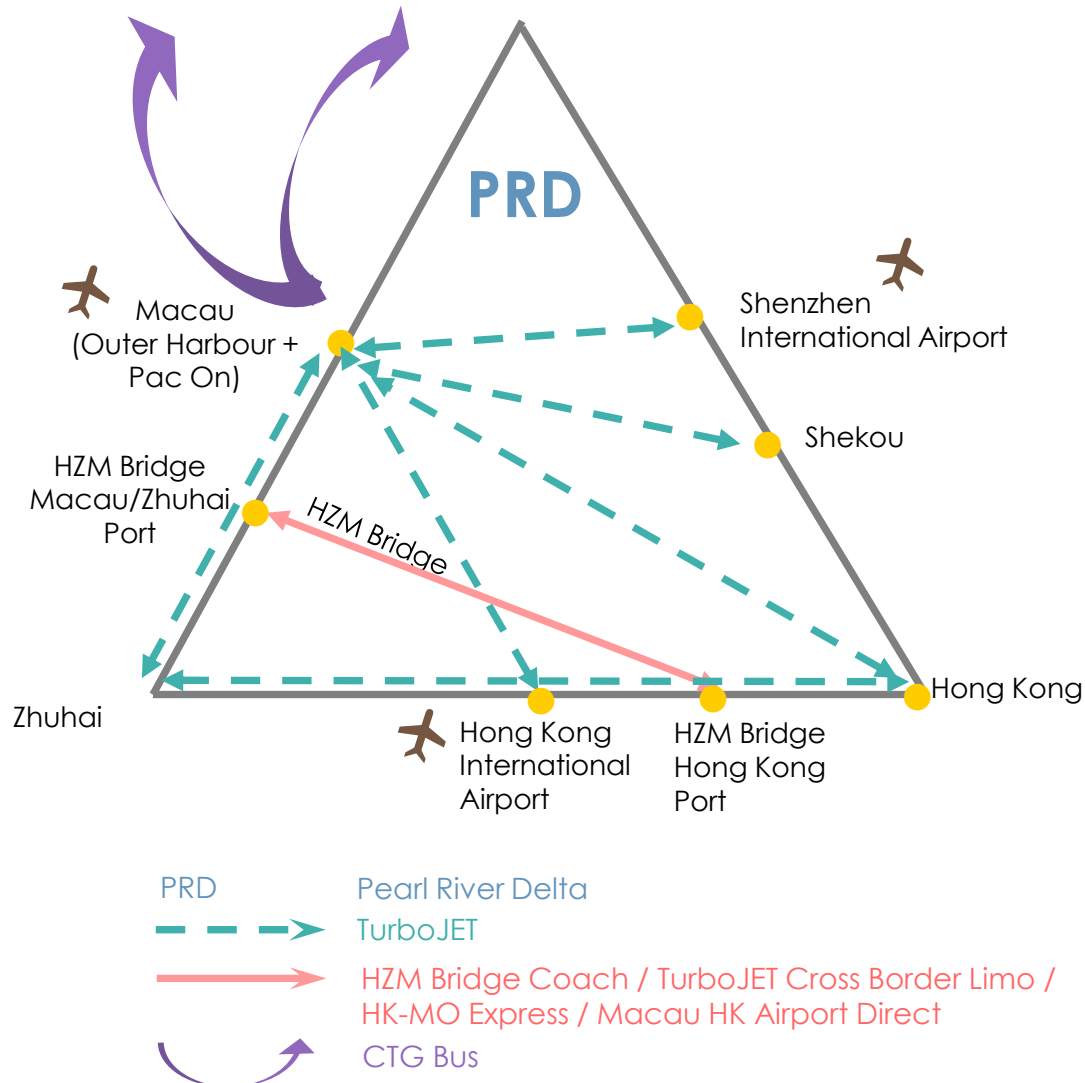 PRD
Shenzhen
International Airport
Macau
(Outer Harbour +
Pac On)
Shekou
HZM Bridge
Macau/Zhuhai
Port
HZM Bridge
Zhuhai
Hong Kong
International
Airport
HZM Bridge
Hong Kong
Port
Hong Kong
PRD Pearl River Delta
TurboJET
HZM Bridge Coach / TurboJET Cross Border Limo /
HK-MO Express / Macau HK Airport Direct
CTG Bus